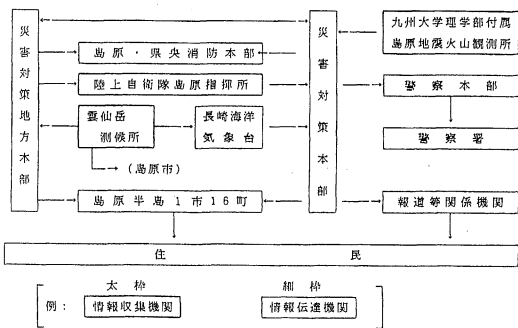 災害対策地方本部
災害対策本部
九州大学理学部付属
島原地震火山観測所
島原・県央消防本部
陸上自衛隊島原指揮所
警察本部
雲仙岳
測候所
長崎海洋
気象台
警察署
(島原市)
島原半島1市16町
報道等関係機関
住民
太枠
細枠
例:
情報収集機関
情報伝達機関